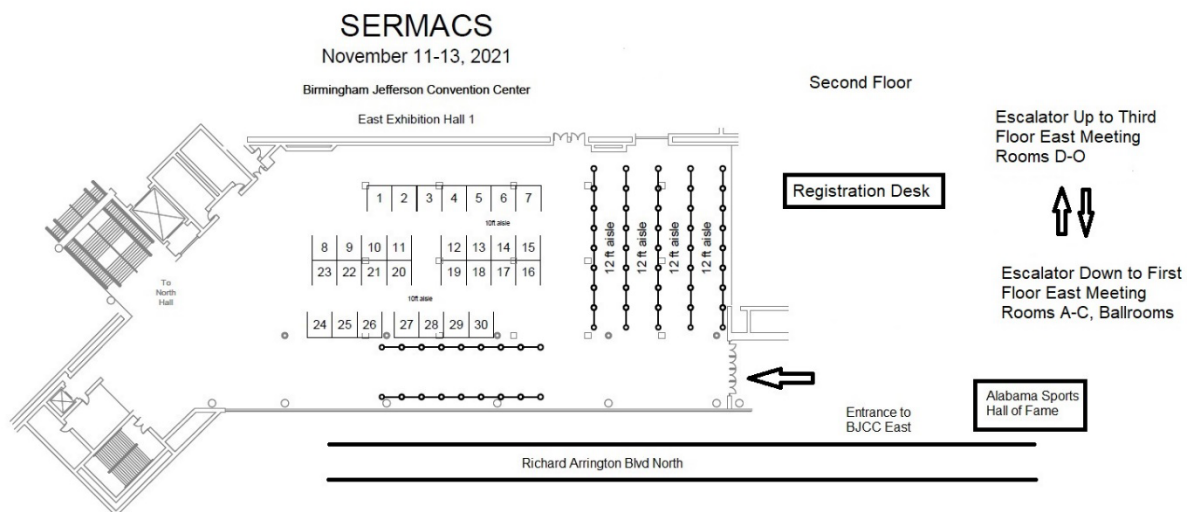 SERMACS
November 11-13, 2021
Birmingham Jefferson Convention Center
East Exhibition Hall 1
Second Floor
Escalator Up to Third
Floor East Meeting
Rooms D-O
Registration Desk
1 2 3 4 5 6 7
10ft aisle
8 9 10 11 12 13 14 15
23 22 21 20 19 18 17 16
12 ft aisle
12 ft aisle
12 ft aisle
12 ft aisle
To
North
Hall
Escalator Down to First
Floor East Meeting
Rooms A-C, Ballrooms
10ft aisle
24 25 26 27 28 29 30
Alabama Sports
Hall of Fame
Entrance to
BJCC East
Richard Arrington Blvd North